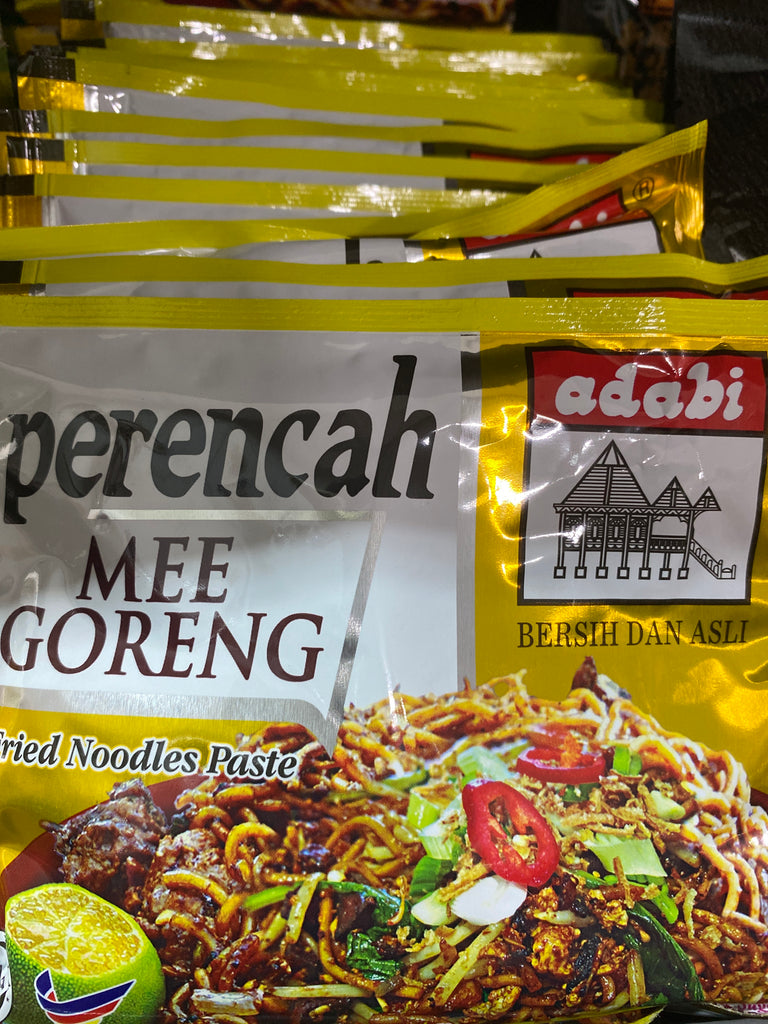 ®
adabi
perencah
MEE
GORENG
BERSIH DAN ASLI
Fried Noodles Paste